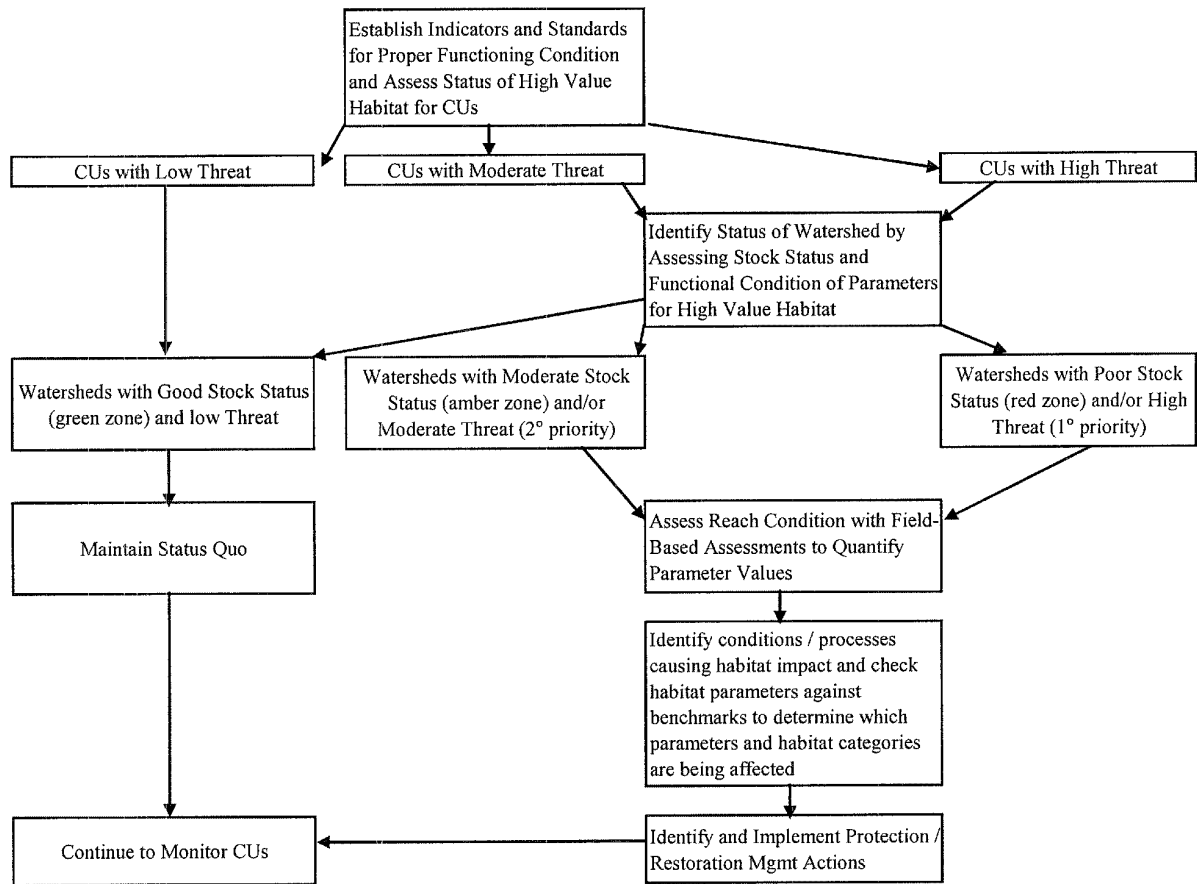 Establish Indicators and Standards
for Proper Functioning Condition
and Assess Status of High Value
Habitat for CUs
CUs with Low Threat
CUs with Moderate Threat
CUs with High Threat
Identify Status of Watershed by
Assessing Stock Status and
Functional Condition of Parameters
for High Value Habitat
Watersheds with Good Stock Status
(green zone) and low Threat
Watersheds with Moderate Stock
Status (amber zone) and/or
Moderate Threat (2° priority)
Watersheds with Poor Stock
Status (red zone) and/or High
Threat (1° priority)
Maintain Status Quo
Assess Reach Condition with Field-
Based Assessments to Quantify
Parameter Values
Identify conditions / processes
causing habitat impact and check
habitat parameters against
benchmarks to determine which
parameters and habitat categories
are being affected
Continue to Monitor CUs
Identify and Implement Protection /
Restoration Mgmt Actions